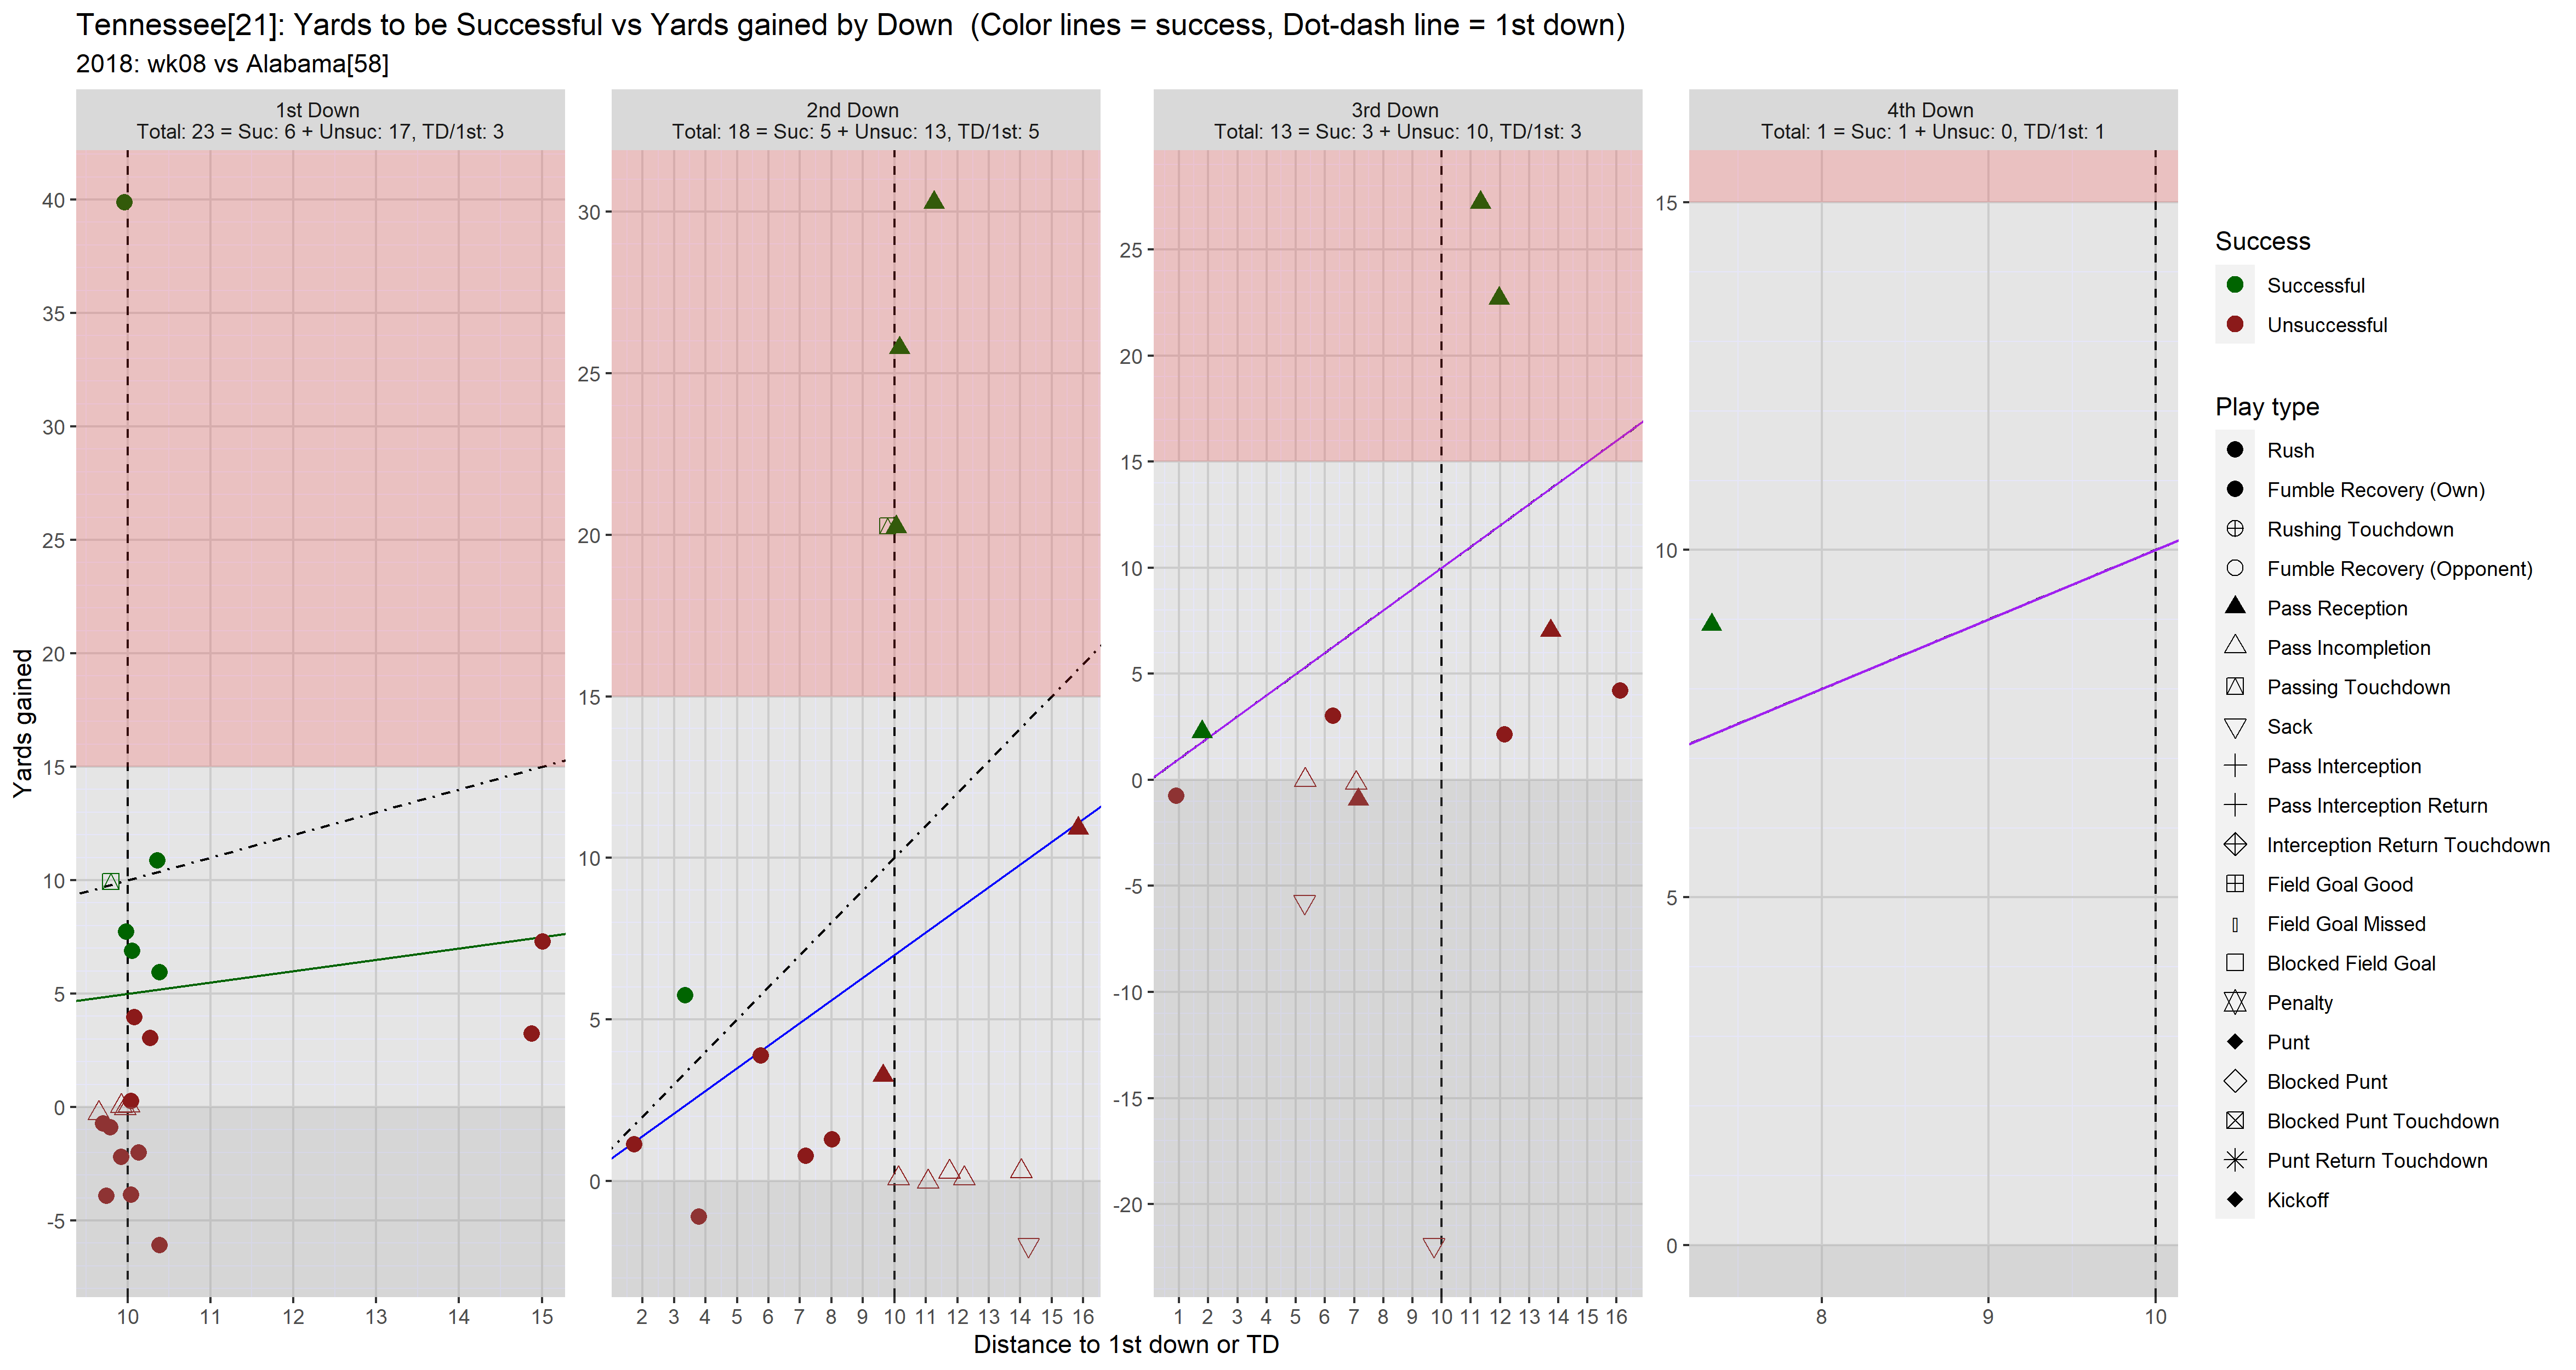 Tennessee[21]: Yards to be Successful vs Yards gained by Down  (Color lines = success, Dot-dash line = 1st down)
2018: wk08 vs Alabama[58]
1st Down
Total: 23 = Suc: 6 + Unsuc: 17, TD/1st: 3
2nd Down
Total: 18 = Suc: 5 + Unsuc: 13, TD/1st: 5
3rd Down
Total: 13 = Suc: 3 + Unsuc: 10, TD/1st: 3
4th Down
Total: 1 = Suc: 1 + Unsuc: 0, TD/1st: 1
Yards gained
40
35
30
25
20
15
10
5
0
-5
10 11 12 13 14 15
30
25
20
15
10
5
0
2 3 4 5 6 7 8 9 10 11 12 13 14 15 16
25
20
15
10
5
0
-5
-10
-15
-20
1 2 3 4 5 6 7 8 9 10 11 12 13 14 15 16
15
10
5
0
8 9 10
Distance to 1st down or TD
Success
Successful
Unsuccessful
Play type
Rush
Fumble Recovery (Own)
Rushing Touchdown
Fumble Recovery (Opponent)
Pass Reception
Pass Incompletion
Passing Touchdown
Sack
Pass Interception
Pass Interception Return
Interception Return Touchdown
Field Goal Good
Field Goal Missed
Blocked Field Goal
Penalty
Punt
Blocked Punt
Blocked Punt Touchdown
Punt Return Touchdown
Kickoff